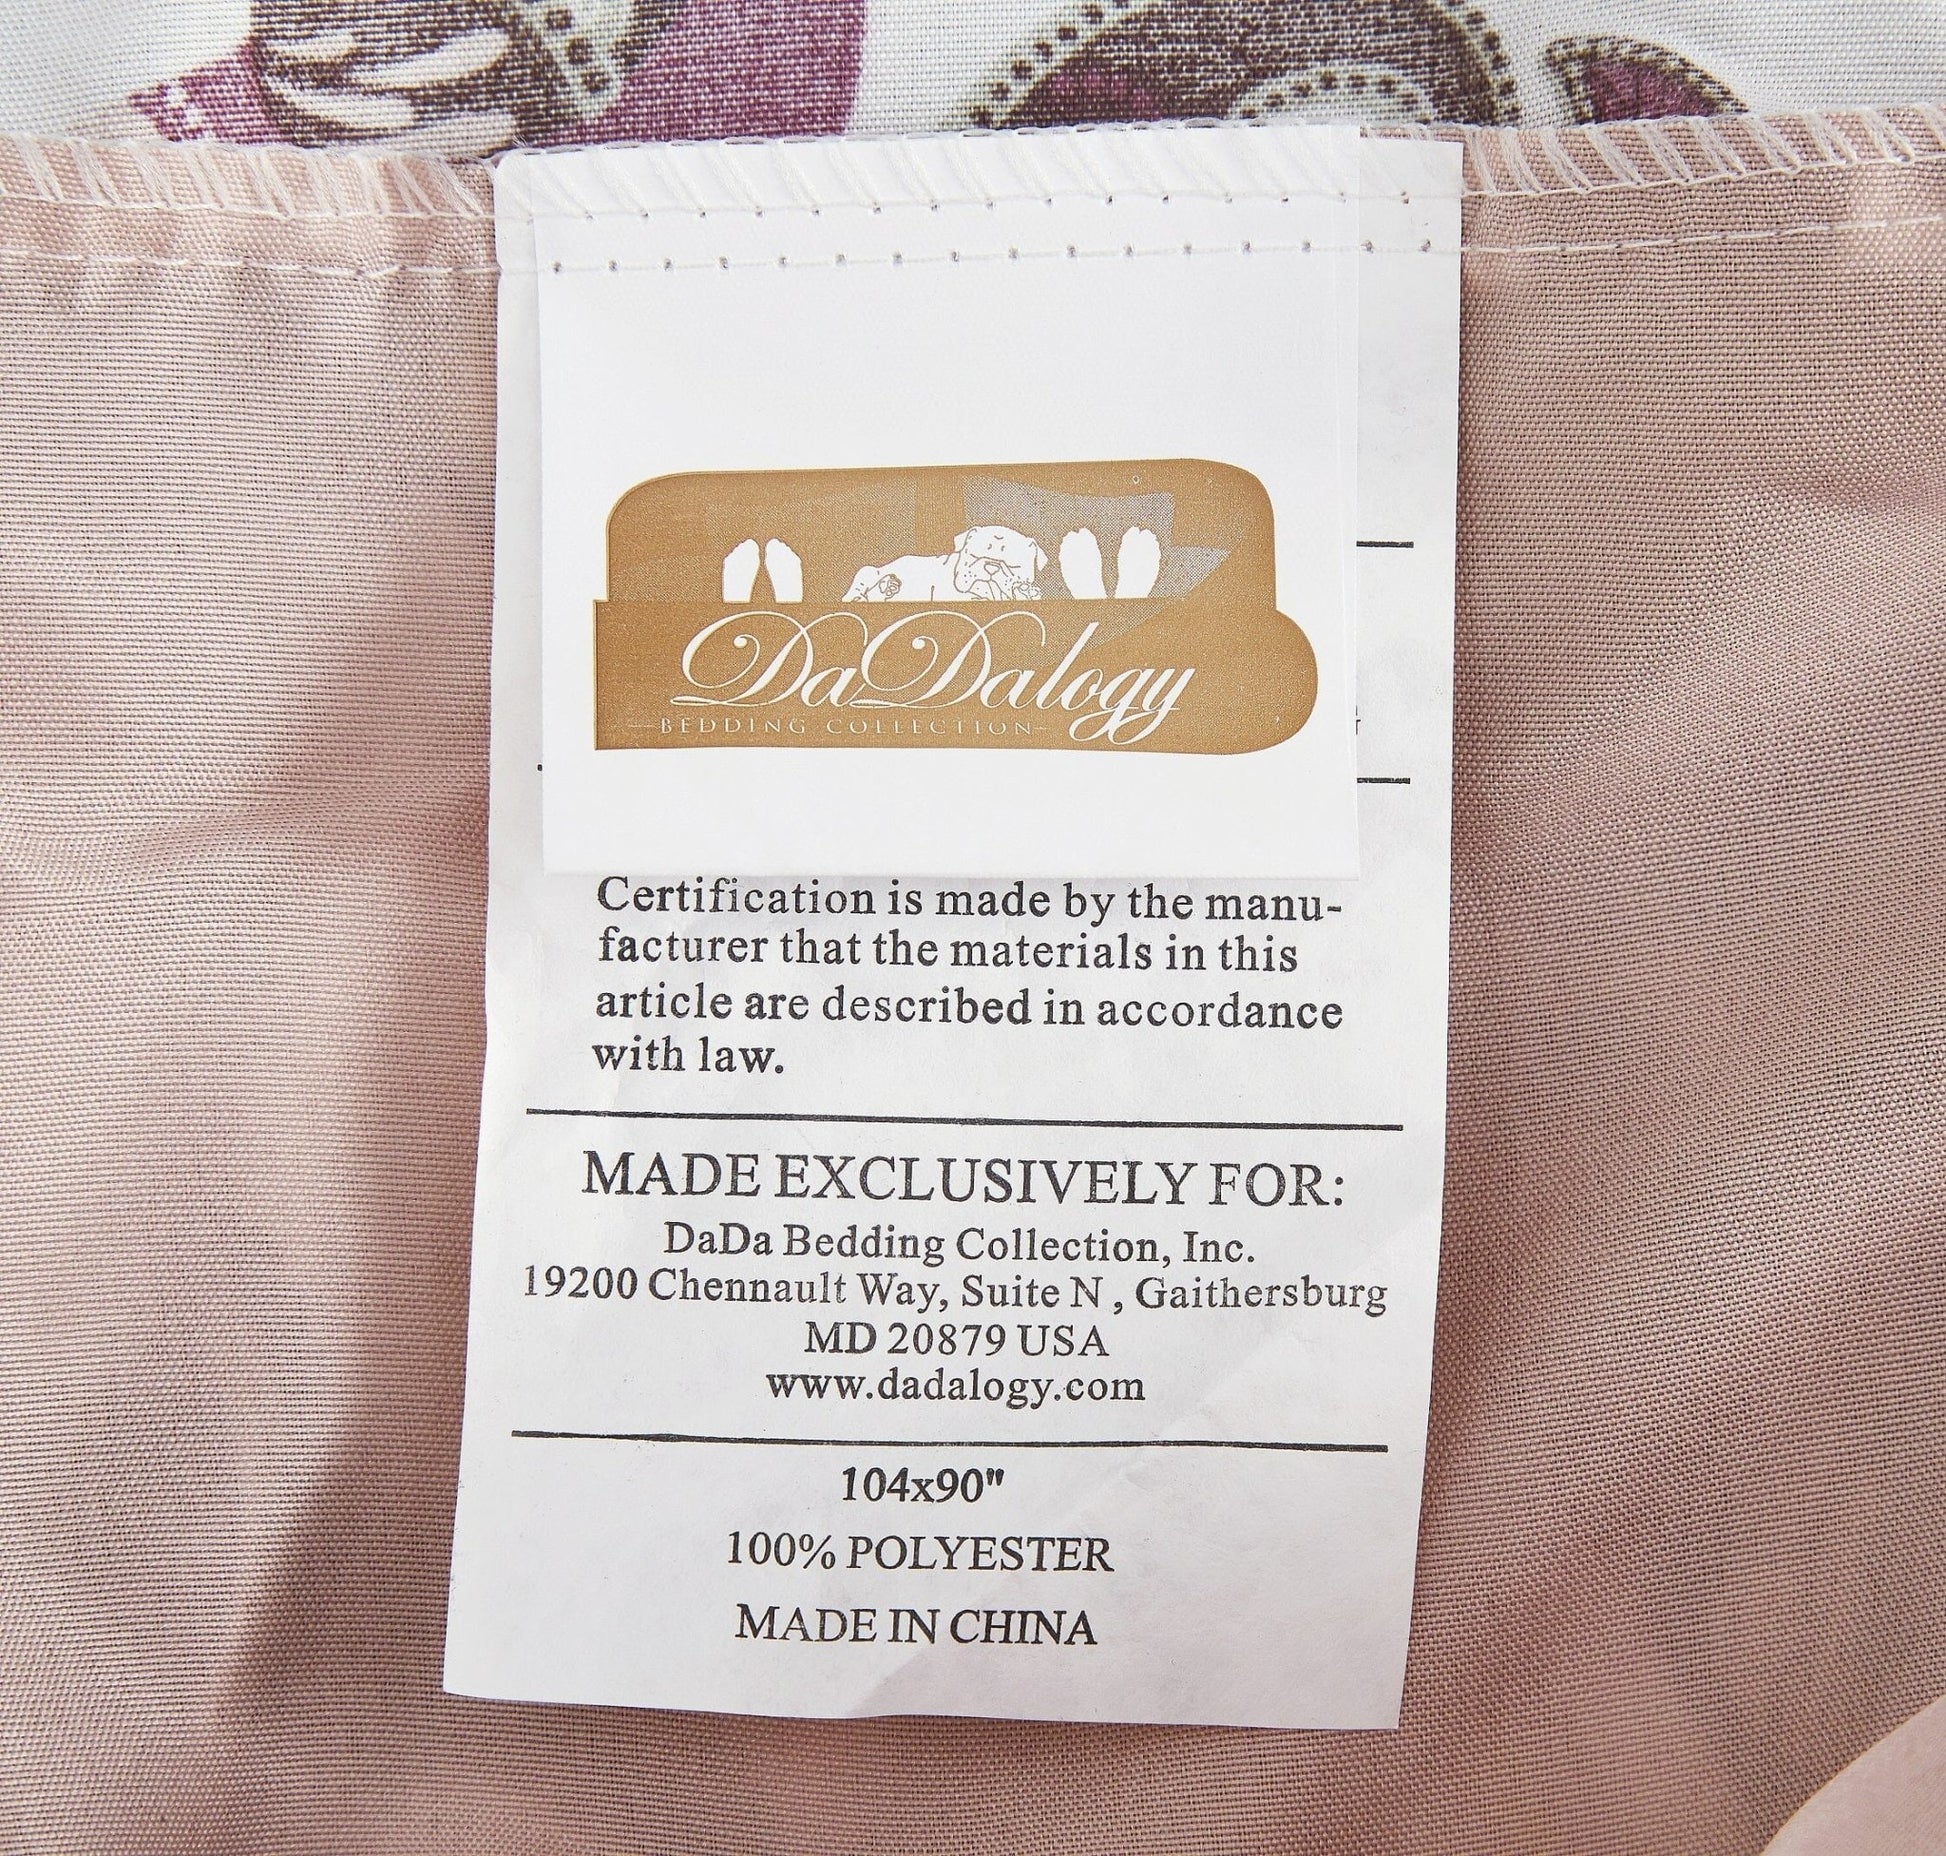 DaDalogy
BEDDING COLLECTION
Certification is made by the manu-
facturer that the materials in this
article are described in accordance
with law.
MADE EXCLUSIVELY FOR:
DaDa Bedding Collection, Inc.
19200 Chennault Way, Suite N , Gaithersburg
MD 20879 USA
www.dadalogy.com
104x90"
100% POLYESTER
MADE IN CHINA